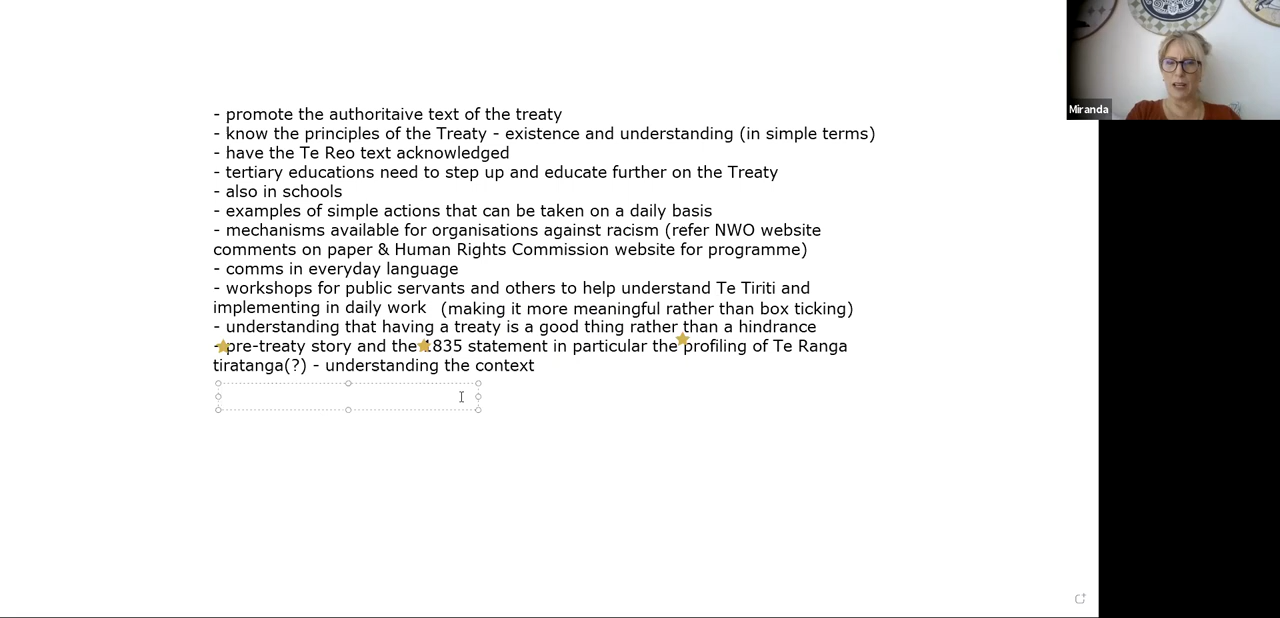 - promote the authoritaive text of the treaty
- know the principles of the Treaty - existence and understanding (in simple terms)
- have the Te Reo text acknowledged
- tertiary educations need to step up and educate further on the Treaty
- also in schools
- examples of simple actions that can be taken on a daily basis
- mechanisms available for organisations against racism (refer NWO website
comments on paper & Human Rights Commission website for programme)
- comms in everyday language
- workshops for public servants and others to help understand Te Tiriti and
implementing in daily work (making it more meaningful rather than box ticking)
- understanding that having a treaty is a good thing rather than a hindrance
- pre-treaty story and the 1835 statement in particular the profiling of Te Ranga
tiratanga(?) - understanding the context
Miranda